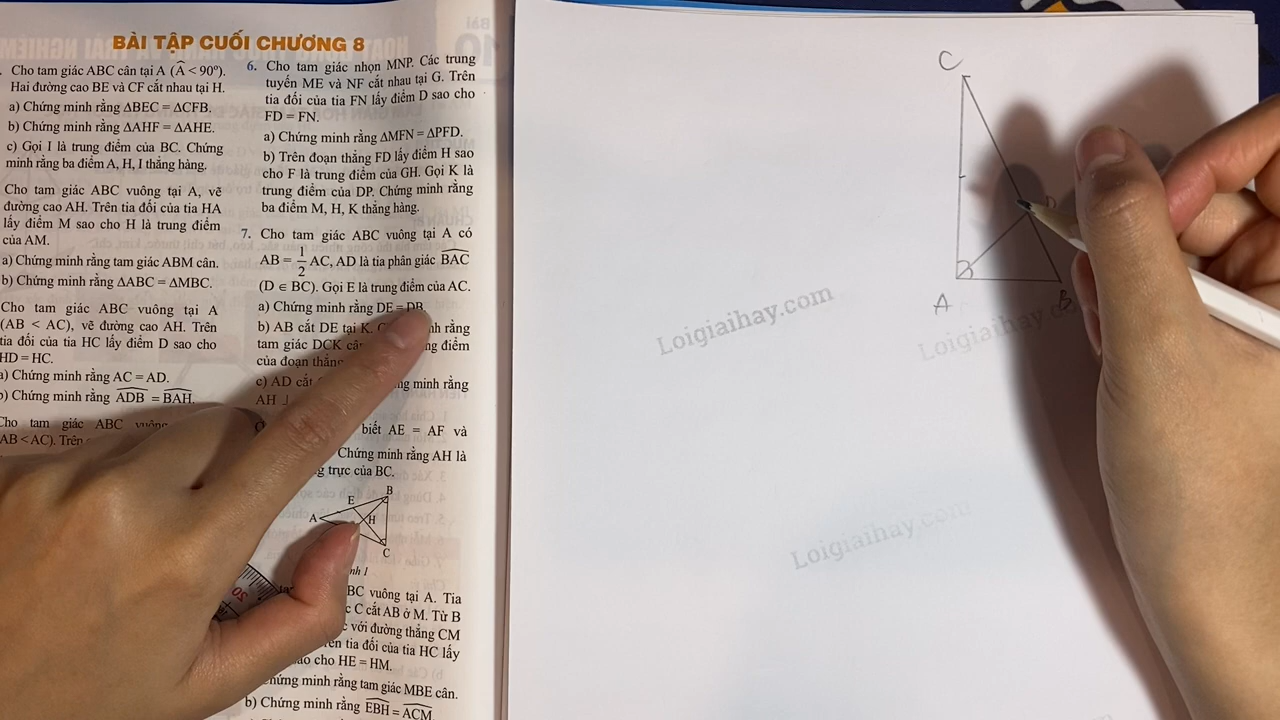 BÀI TẬP CUỐI CHƯƠNG 8
. Cho tam giác ABC cân tại A (Â < 90°).
Hai đường cao BE và CF cắt nhau tại H.
a) Chứng minh rằng ΔBEC = ΔCFB.
b) Chứng minh rằng ΔAHF = ΔAHE.
c) Gọi I là trung điểm của BC. Chứng
minh rằng ba điểm A, H, I thẳng hàng.
Cho tam giác ABC vuông tại A, vẽ
đường cao AH. Trên tia đối của tia HA
lấy điểm M sao cho H là trung điểm
của AM.
a) Chứng minh rằng tam giác ABM cân.
b) Chứng minh rằng ΔABC = ΔMBC.
Cho tam giác ABC vuông tại A
(AB < AC), vẽ đường cao AH. Trên
tia đối của tia HC lấy điểm D sao cho
HD = HC.
a) Chứng minh rằng AC = AD.
b) Chứng minh rằng ADB = BAH.
Cho tam giác ABC vuông
AB < AC). Trên
6. Cho tam giác nhọn MNP. Các trung
tuyến ME và NF cắt nhau tại G. Trên
tia đối của tia FN lấy điểm D sao cho
FD = FN.
a) Chứng minh rằng ΔMFN = ΔPFD.
b) Trên đoạn thẳng FD lấy điểm H sao
cho F là trung điểm của GH. Gọi K là
trung điểm của DP. Chứng minh rằng
ba điểm M, H, K thẳng hàng.
7. Cho tam giác ABC vuông tại A có
AB = 1/2 AC, AD là tia phân giác BAC
(D ∈ BC). Gọi E là trung điểm của AC.
a) Chứng minh rằng DE = DB.
b) AB cắt DE tại K. rằng
tam giác DCK điểm
của đoạn
c) AD cắt minh rằng
AH
biết AE = AF và
Chứng minh rằng AH là
trực của BC.
A E B H C
1
BC vuông tại A. Tia
C cắt AB ở M. Từ B
với đường thẳng CM
tia đối của tia HC lấy
cho HE = HM.
minh rằng tam giác MBE cân.
b) Chứng minh rằng EBH = ACM
C
D
A B
Loigiaihay.com
Loigiaihay.com
Loigiaihay.com